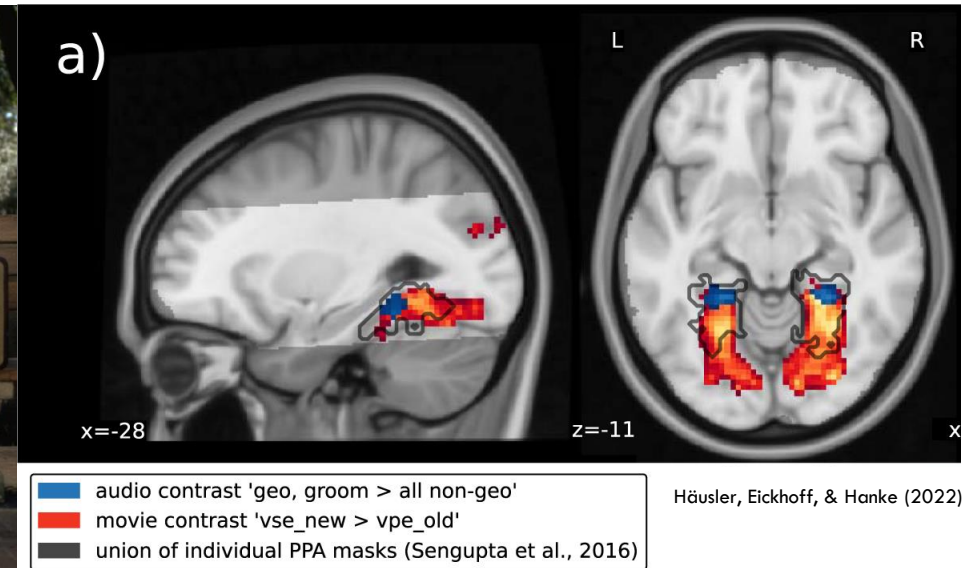 a)
L
R
x=-28
z=-11
x
audio contrast 'geo, groom > all non-geo'
movie contrast 'vse_new > vpe_old'
union of individual PPA masks (Sengupta et al., 2016)
Häusler, Eickhoff, & Hanke (2022)